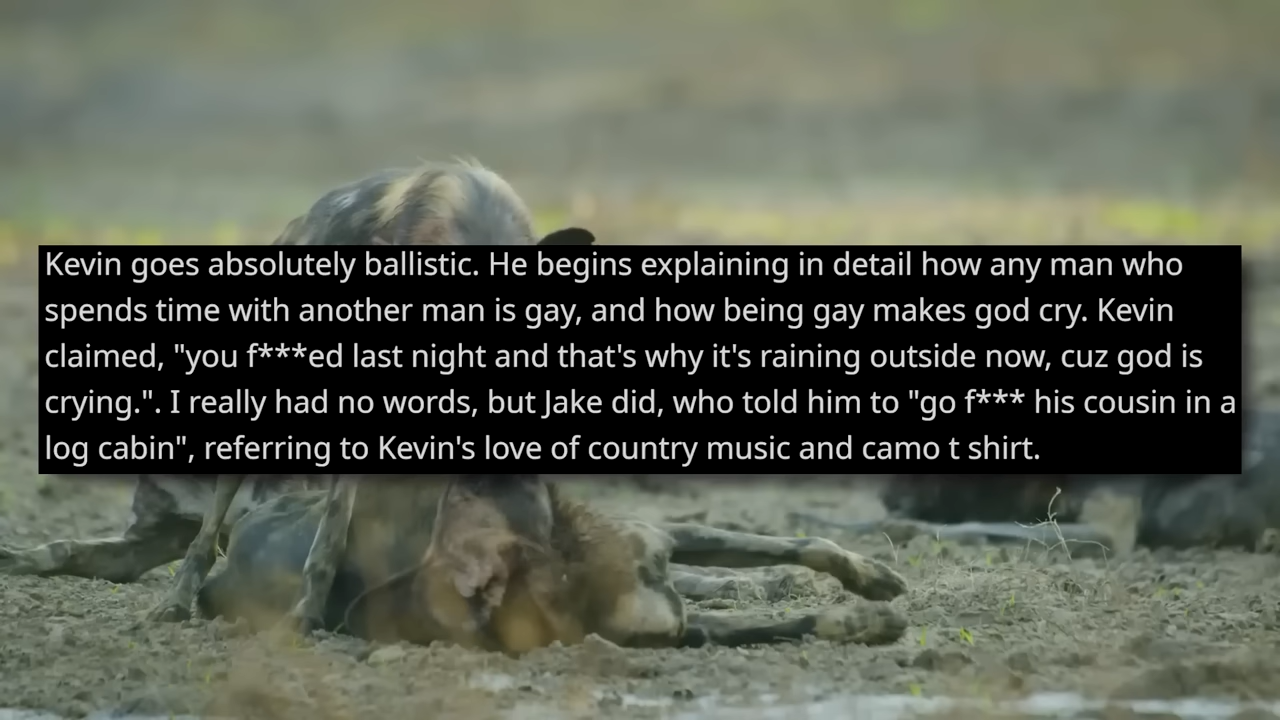 Kevin goes absolutely ballistic. He begins explaining in detail how any man who
spends time with another man is gay, and how being gay makes god cry. Kevin
claimed, "you f***ed last night and that's why it's raining outside now, cuz god is
crying.". I really had no words, but Jake did, who told him to "go f*** his cousin in a
log cabin", referring to Kevin's love of country music and camo t shirt.